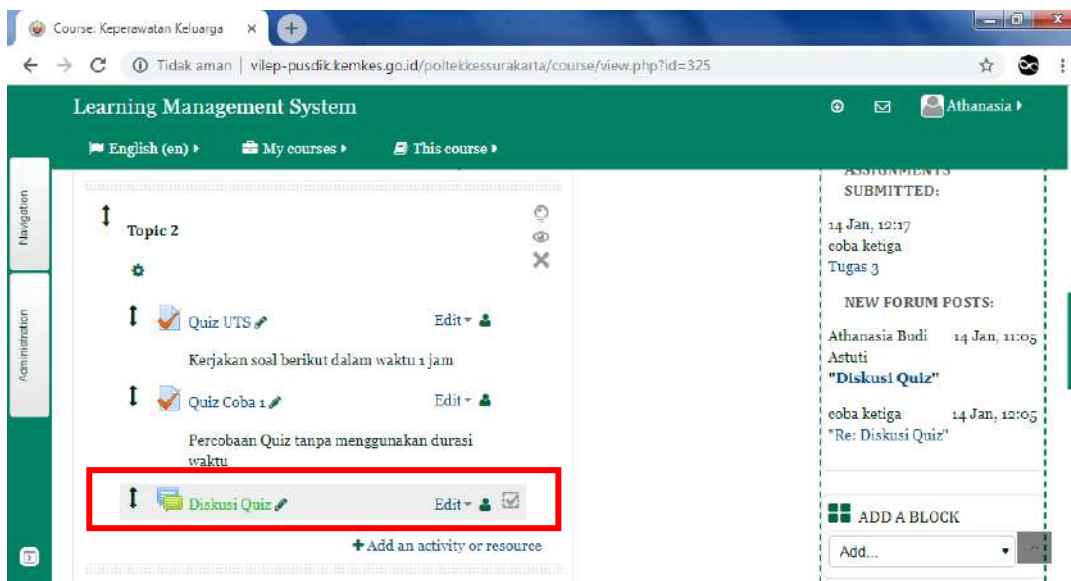 Course: Keperawatan Keluarga
Tidak aman | vilep-pusdik.kemkes.go.id/poltekkessurakarta/course/view.php?id=325
Learning Management System
Athanasia
English (en)
My courses
This course
Navigation
Administration
Topic 2
Quiz UTS
Edit
Kerjakan soal berikut dalam waktu 1 jam
Quiz Coba 1
Edit
Percobaan Quiz tanpa menggunakan durasi
waktu
Diskusi Quiz
Edit
Add an activity or resource
ASSIGNMENTS
SUBMITTED:
14 Jan, 12:17
coba ketiga
Tugas 3
NEW FORUM POSTS:
Athanasia Budi 14 Jan, 11:05
Astuti
"Diskusi Quiz"
coba ketiga 14 Jan, 12:05
"Re: Diskusi Quiz"
ADD A BLOCK
Add...